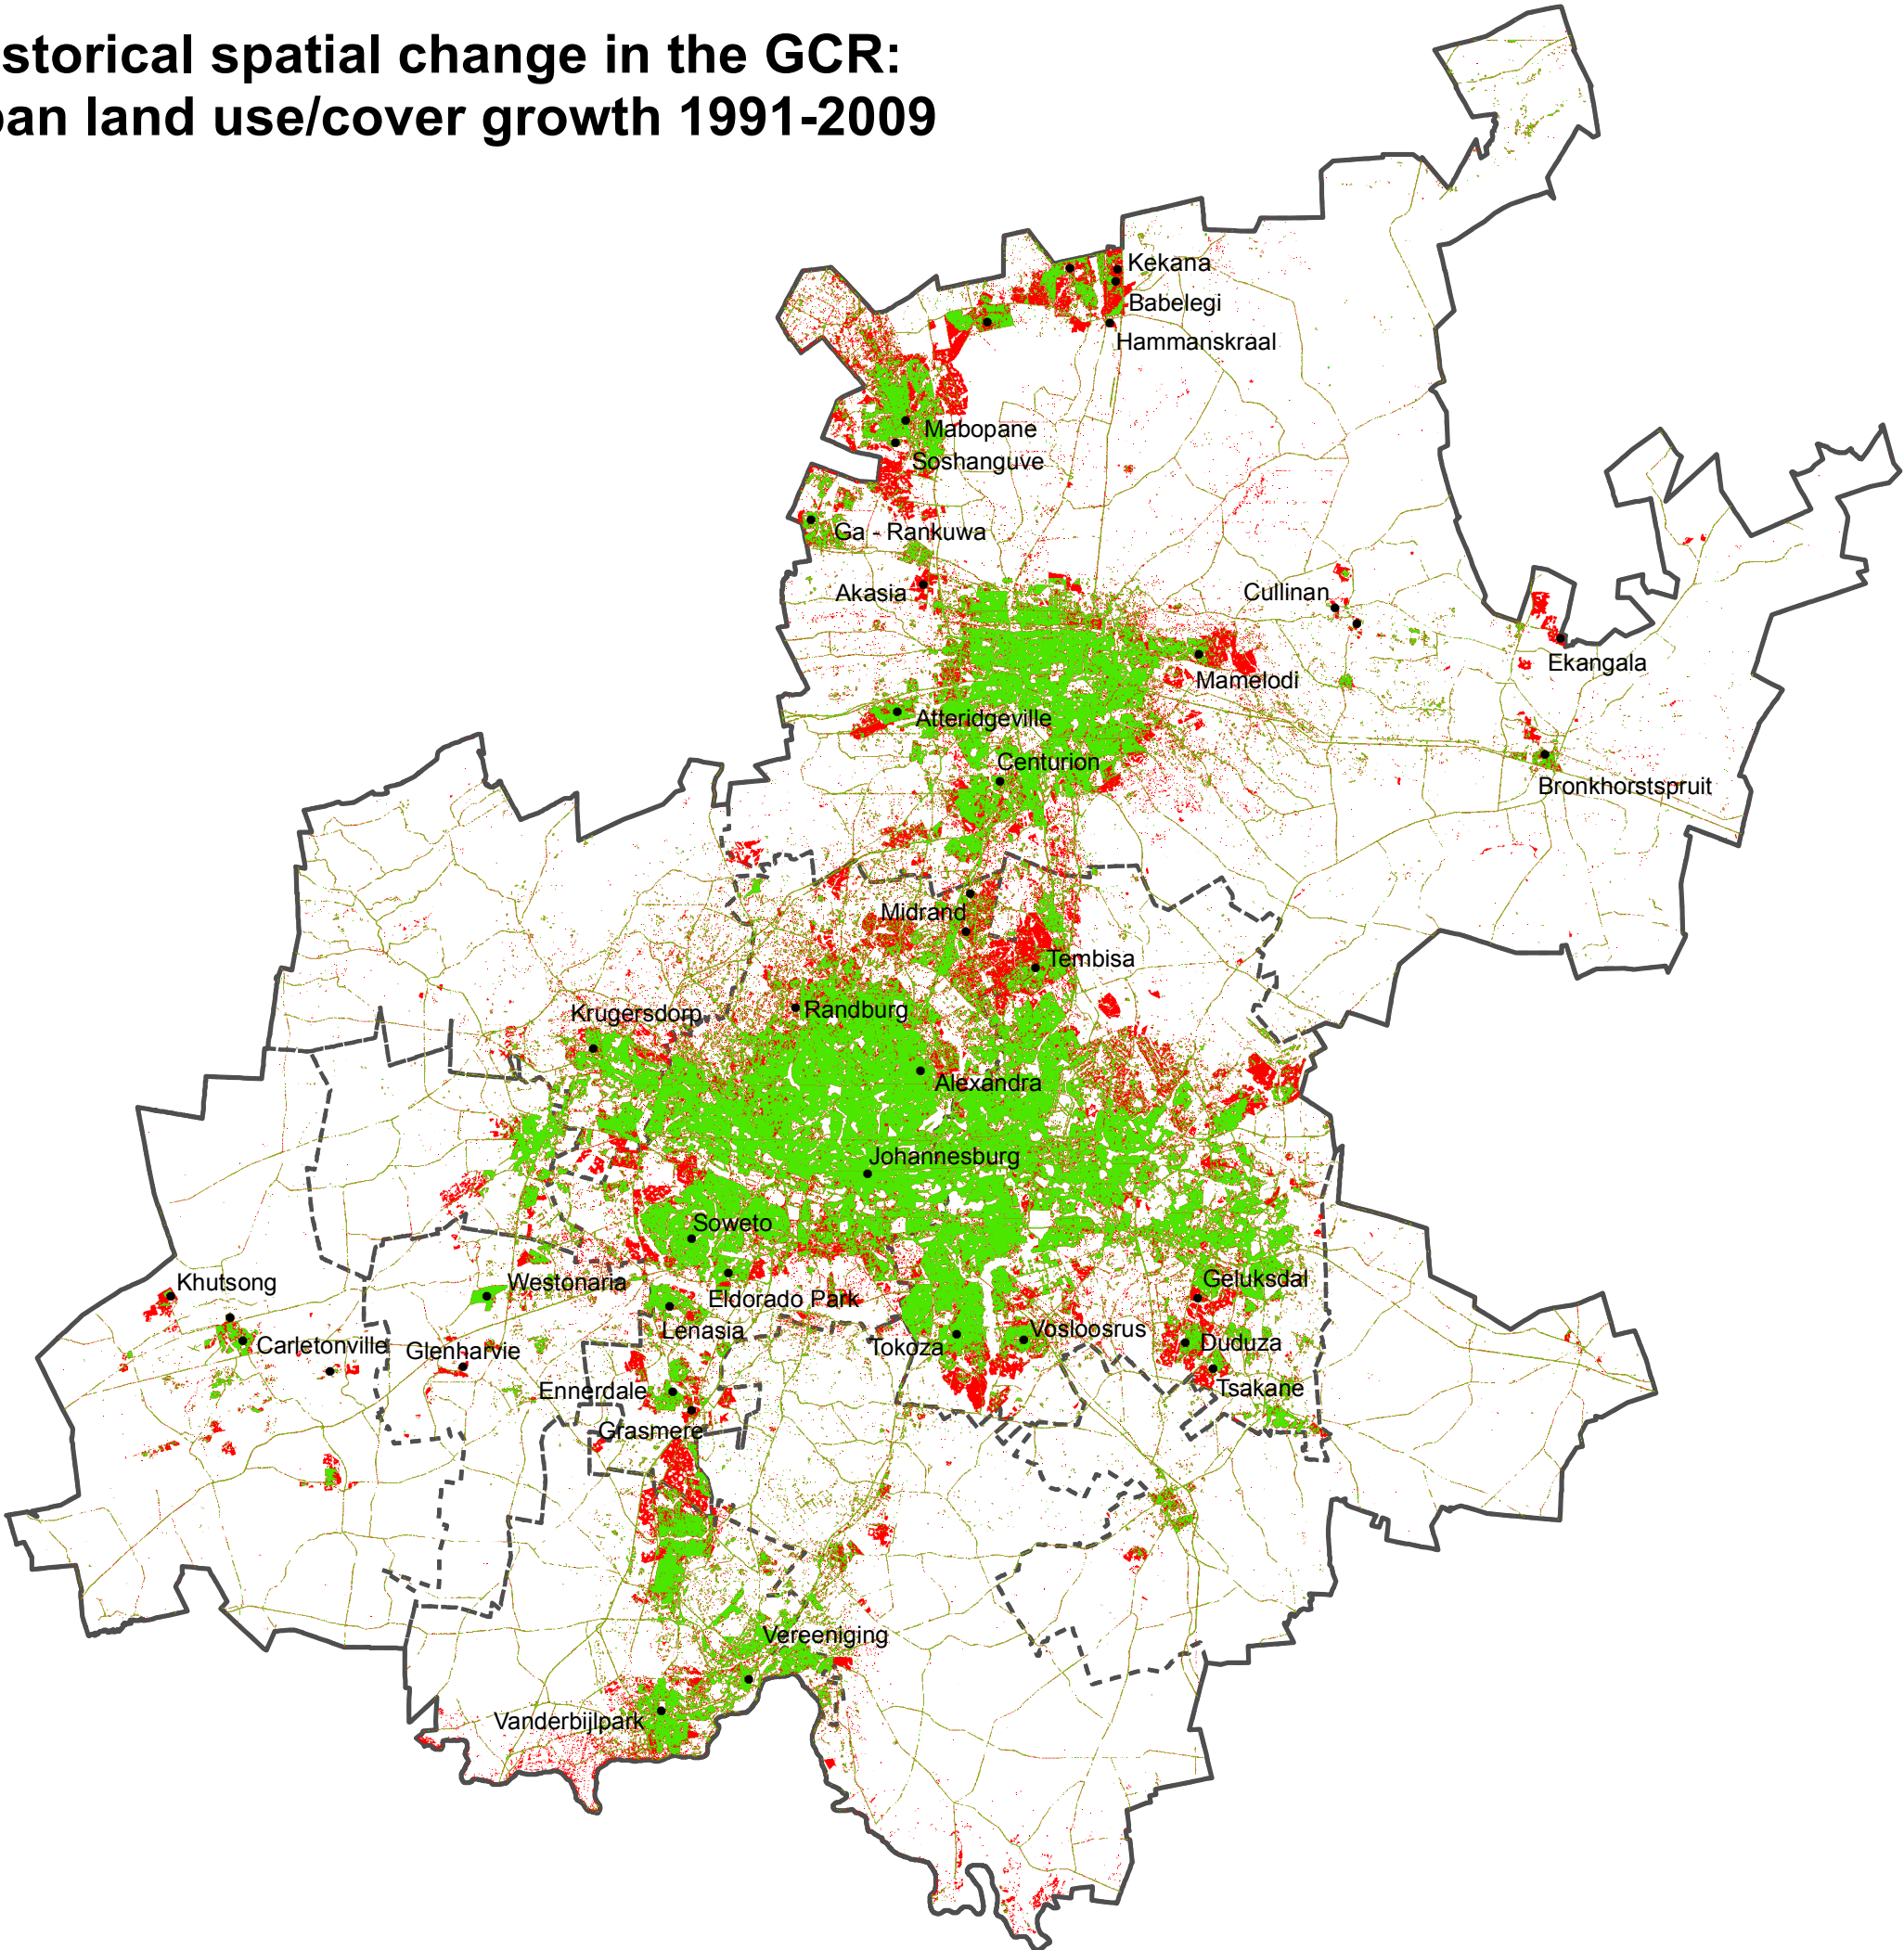 storical spatial change in the GCR:
ban land use/cover growth 1991-2009
Kekana
Babelegi
Hammanskraal
Mabopane
Soshanguve
Ga - Rankuwa
Akasia
Cullinan
Ekangala
Mamelodi
Atteridgeville
Centurion
Bronkhorstspruit
Midrand
Tembisa
Krugersdorp
Randburg
Alexandra
Johannesburg
Soweto
Khutsong
Westonaria
Geluksdal
Eldorado Park
Lenasia
Vosloosrus
Carletonville
Glenharvie
Tokoza
Duduza
Ennerdale
Tsakane
Grasmere
Vereeniging
Vanderbijlpark